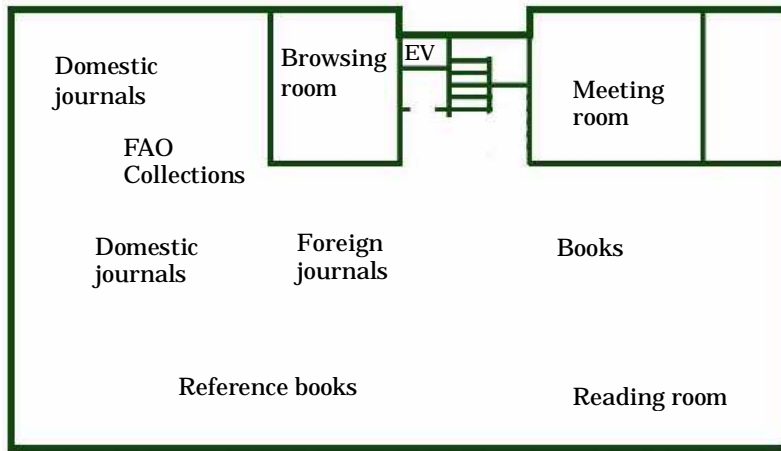 Domestic
journals
Browsing
room
EV
Meeting
room
FAO
Collections
Domestic
journals
Foreign
journals
Books
Reference books
Reading room